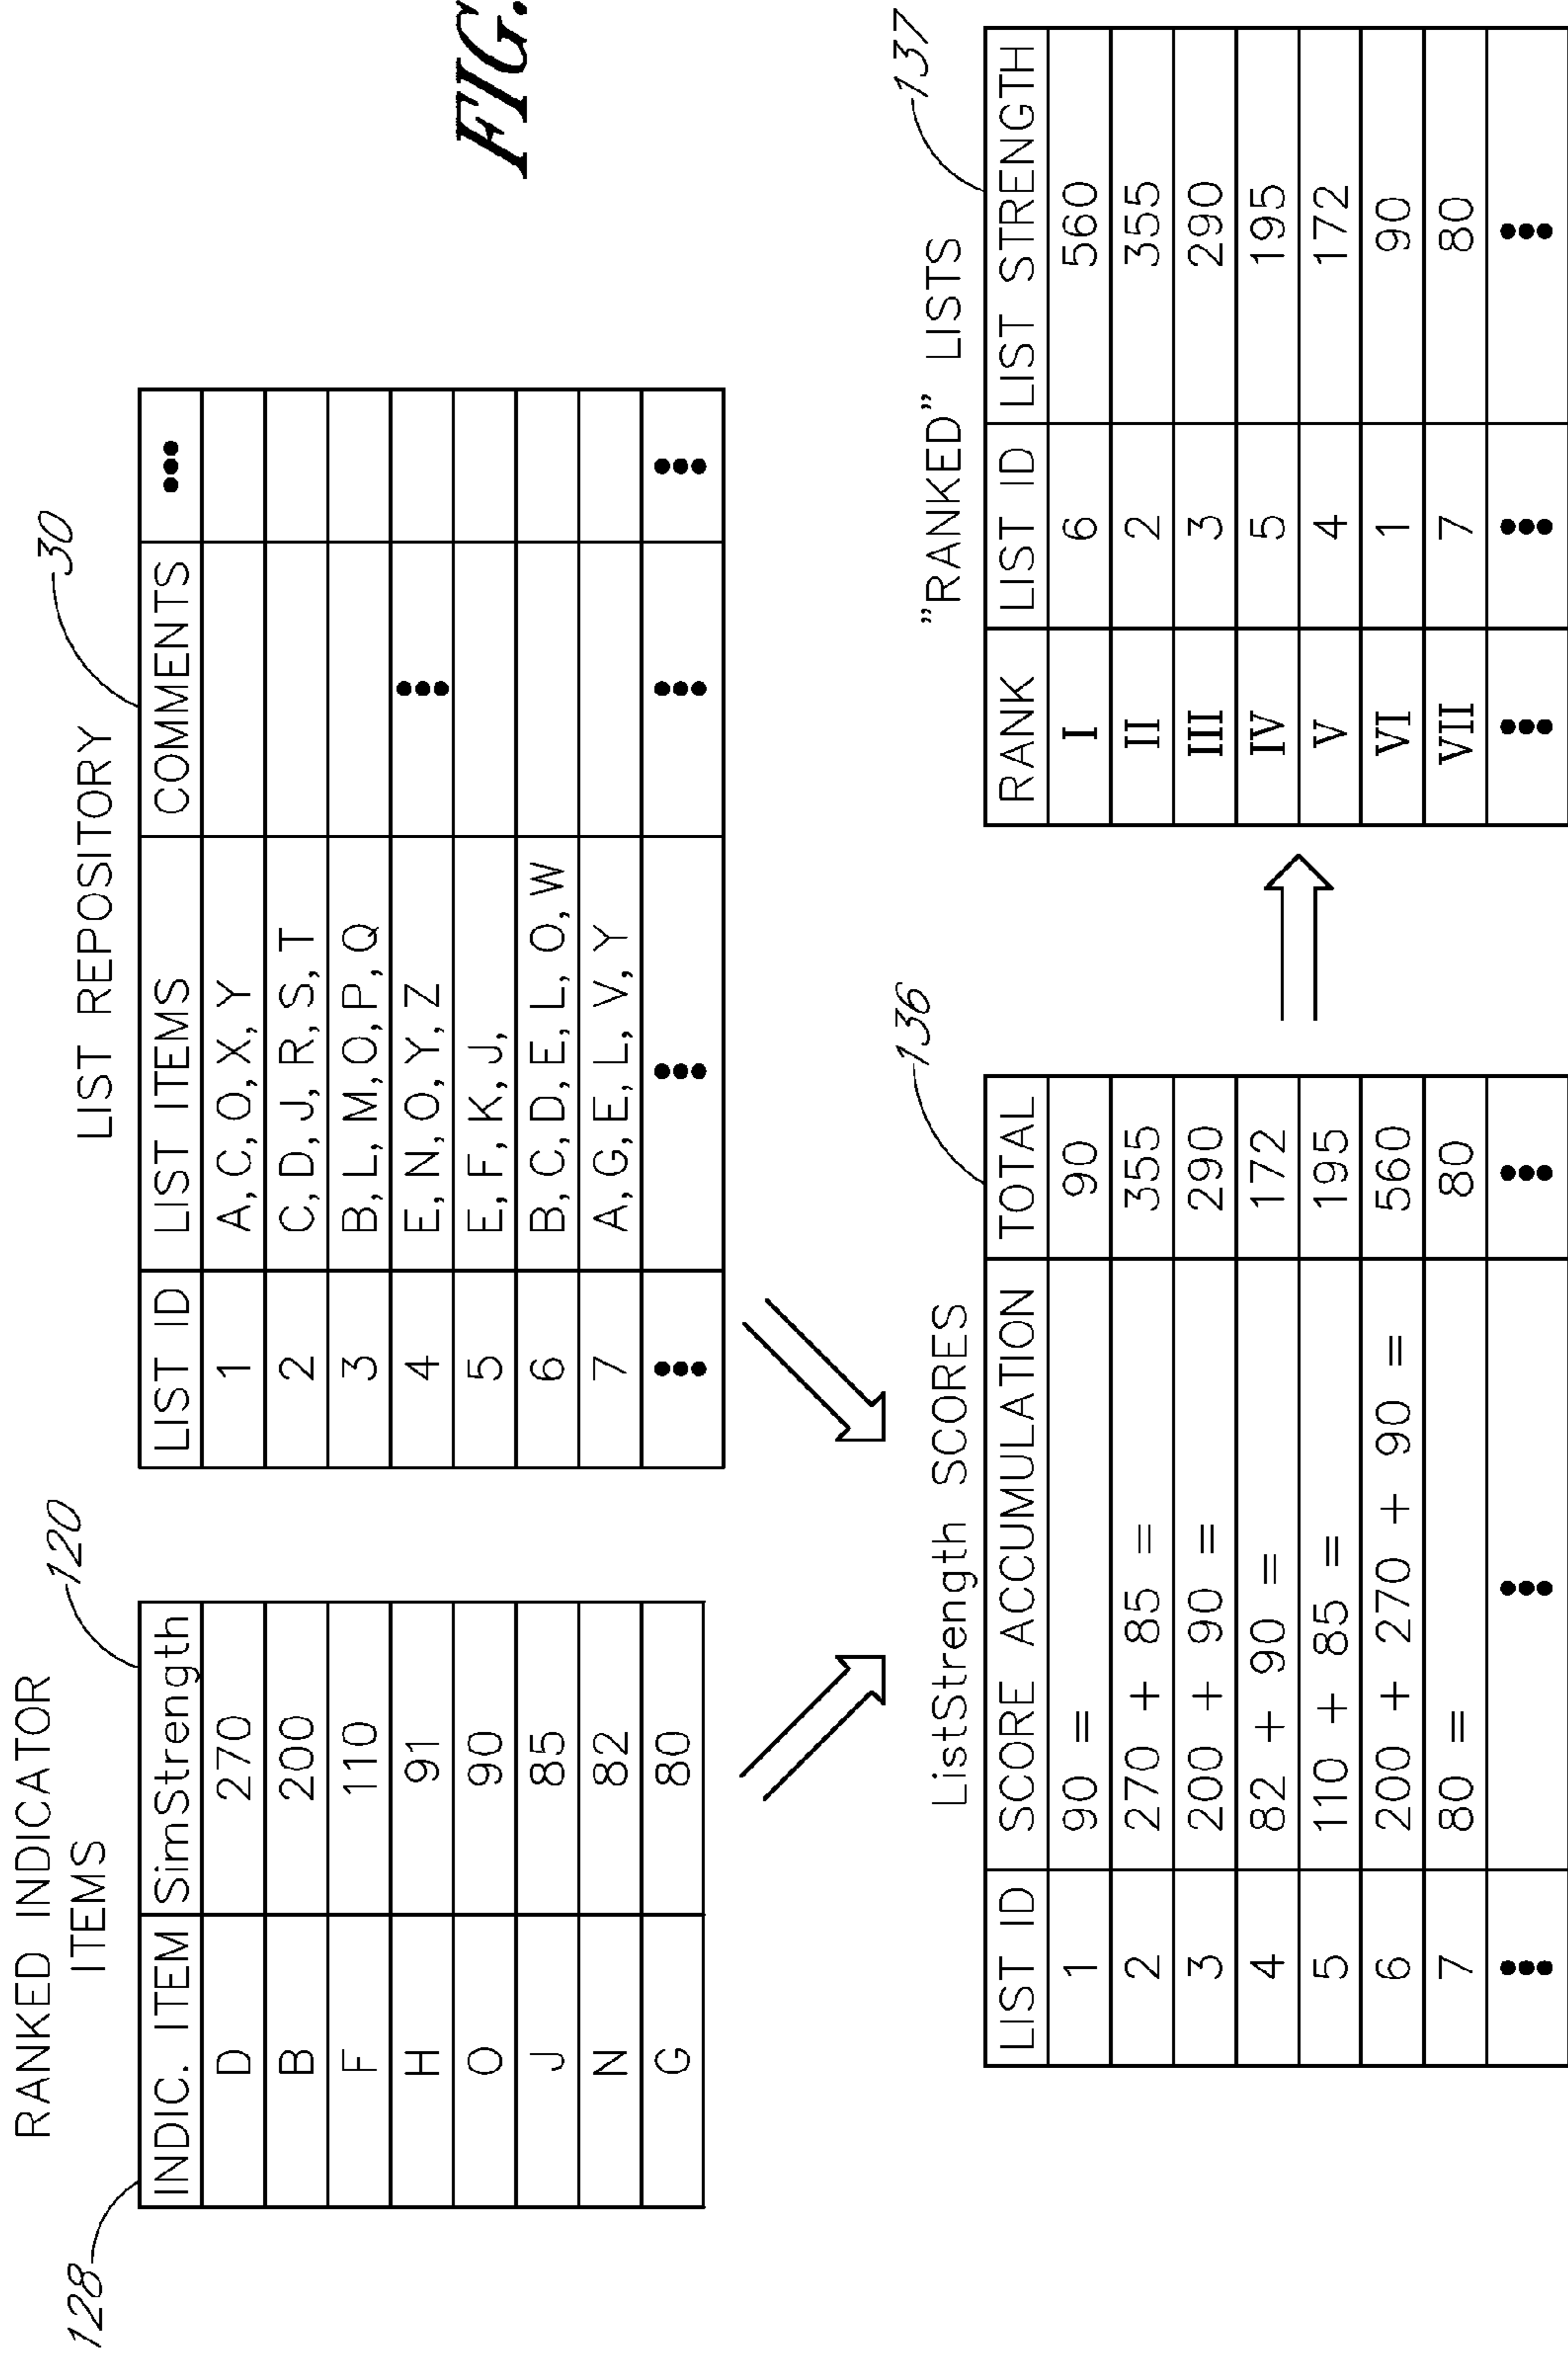 RANKED INDICATOR
ITEMS
128
120
INDIC. ITEM SimStrength
D 270
B 200
F 110
H 91
O 90
J 85
N 82
G 80
LIST REPOSITORY
30
LIST ID LIST ITEMS COMMENTS •••
1 A, C, O, X, Y
2 C, D, J, R, S, T
3 B, L, M, O, P, Q
4 E, N, O, Y, Z •••
5 E, F, K, J,
6 B, C, D, E, L, O, W
7 A, G, E, L, V, Y
••• ••• ••• •••
FIG.
ListStrength SCORES
136
LIST ID SCORE ACCUMULATION TOTAL
1 90 = 90
2 270 + 85 = 355
3 200 + 90 = 290
4 82 + 90 = 172
5 110 + 85 = 195
6 200 + 270 + 90 = 560
7 80 = 80
••• ••• •••
"RANKED" LISTS
137
RANK LIST ID LIST STRENGTH
I 6 560
II 2 355
III 3 290
IV 5 195
V 4 172
VI 1 90
VII 7 80
••• ••• •••